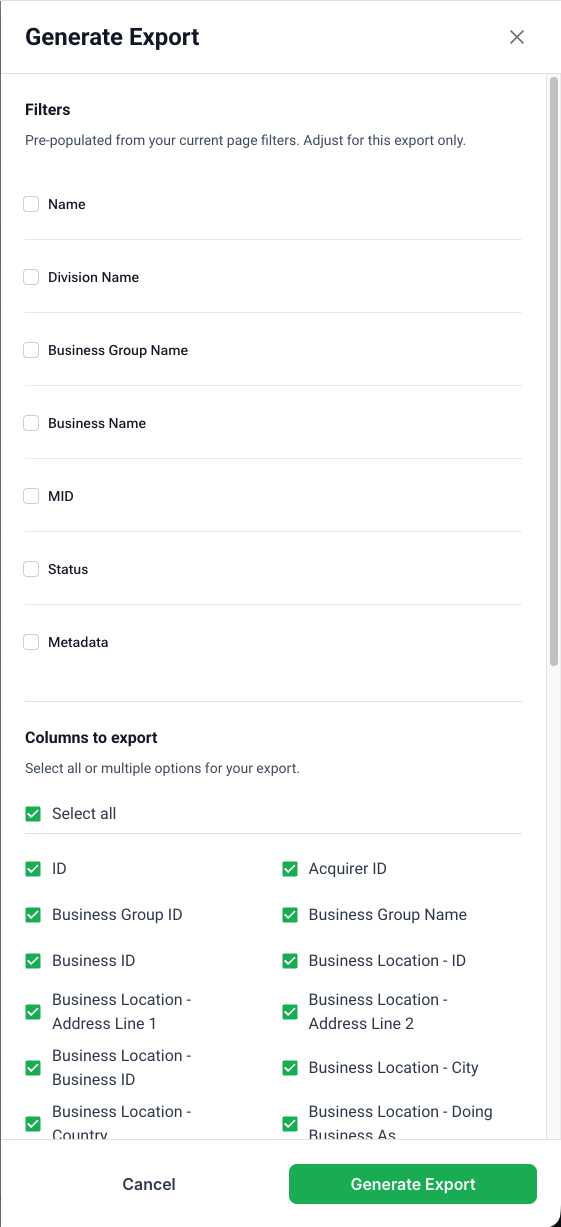 Generate Export
Filters
Pre-populated from your current page filters. Adjust for this export only.
Name
Division Name
Business Group Name
Business Name
MID
Status
Metadata
Columns to export
Select all or multiple options for your export.
Select all
ID
Acquirer ID
Business Group ID
Business Group Name
Business ID
Business Location - ID
Business Location -
Address Line 1
Business Location -
Address Line 2
Business Location -
Business ID
Business Location - City
Business Location -
Country
Business Location - Doing
Business As
Cancel
Generate Export